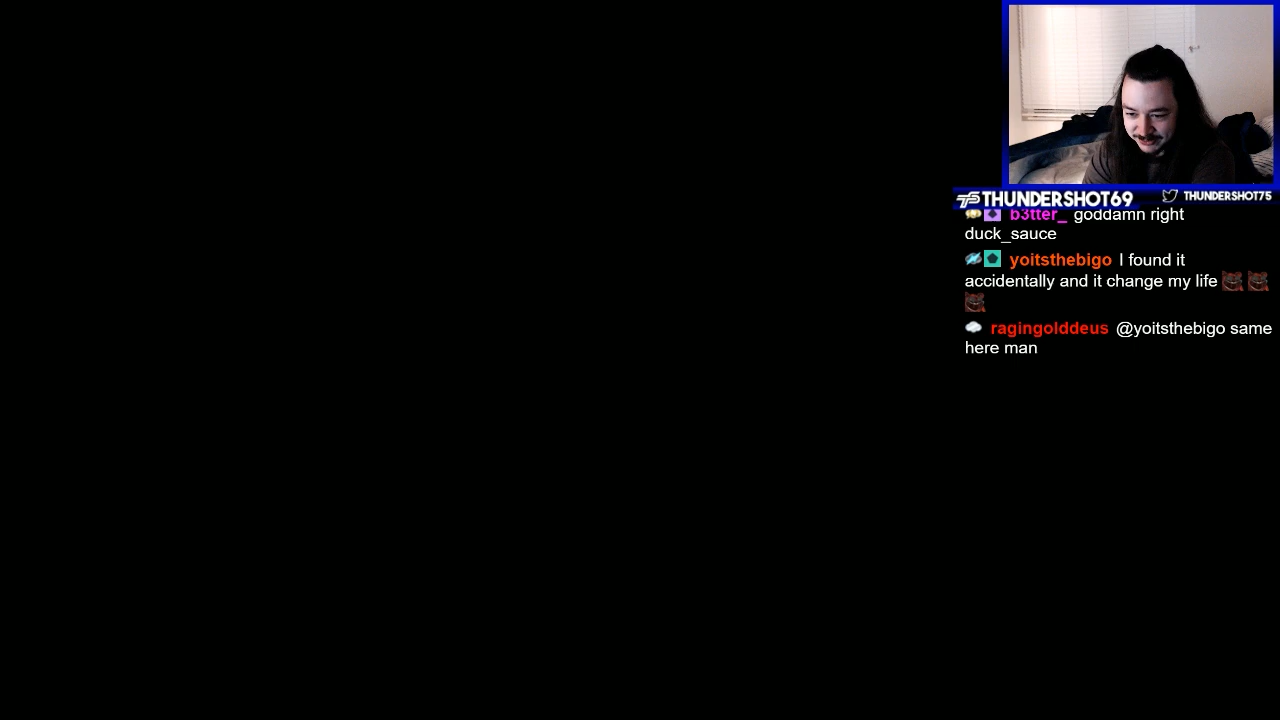 THUNDERSHOT69 THUNDERSHOT75
b3tter_ goddamn right
duck_sauce
yoitsthebigo I found it
accidentally and it change my life
ragingolddeus @yoitsthebigo same
here man